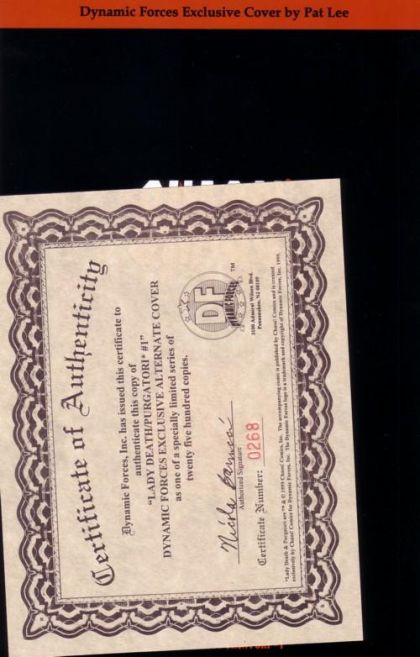 Dynamic Forces Exclusive Cover by Pat Lee
Certificate of Authenticity
Dynamic Forces, Inc. has issued this certificate to
authenticate this copy of
"LADY DEATH/PURGATORI* #1"
DYNAMIC FORCES EXCLUSIVE ALTERNATE COVER
as one of a specially limited series of
twenty five hundred copies.
Authorized Signature
Certificate Number: 0268
DF
TM